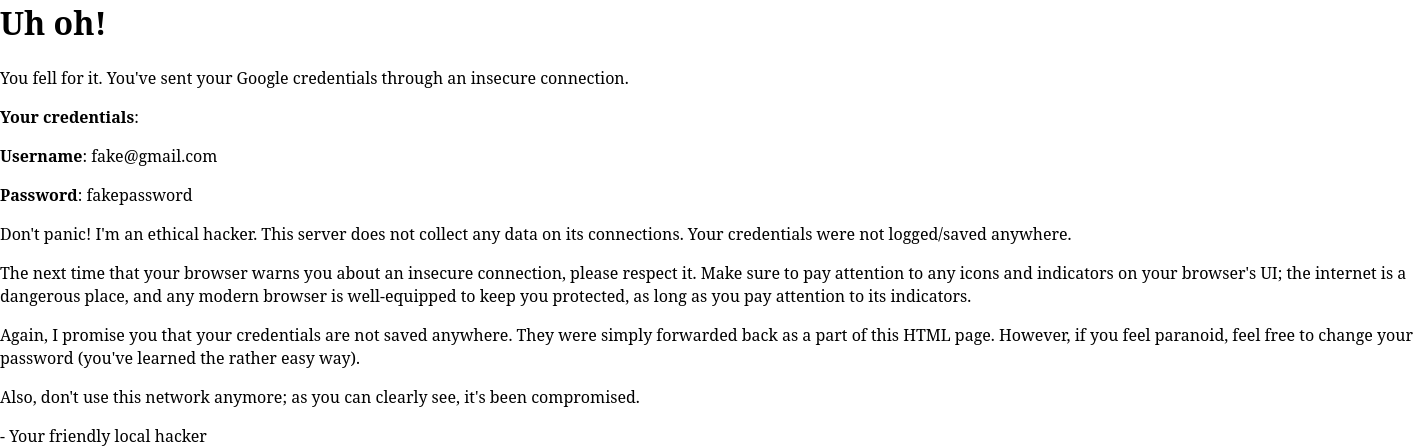 Uh oh!
You fell for it. You've sent your Google credentials through an insecure connection.
Your credentials:
Username: fake@gmail.com
Password: fakepassword
Don't panic! I'm an ethical hacker. This server does not collect any data on its connections. Your credentials were not logged/saved anywhere.
The next time that your browser warns you about an insecure connection, please respect it. Make sure to pay attention to any icons and indicators on your browser's UI; the internet is a
dangerous place, and any modern browser is well-equipped to keep you protected, as long as you pay attention to its indicators.
Again, I promise you that your credentials are not saved anywhere. They were simply forwarded back as a part of this HTML page. However, if you feel paranoid, feel free to change your
password (you've learned the rather easy way).
Also, don't use this network anymore; as you can clearly see, it's been compromised.
- Your friendly local hacker